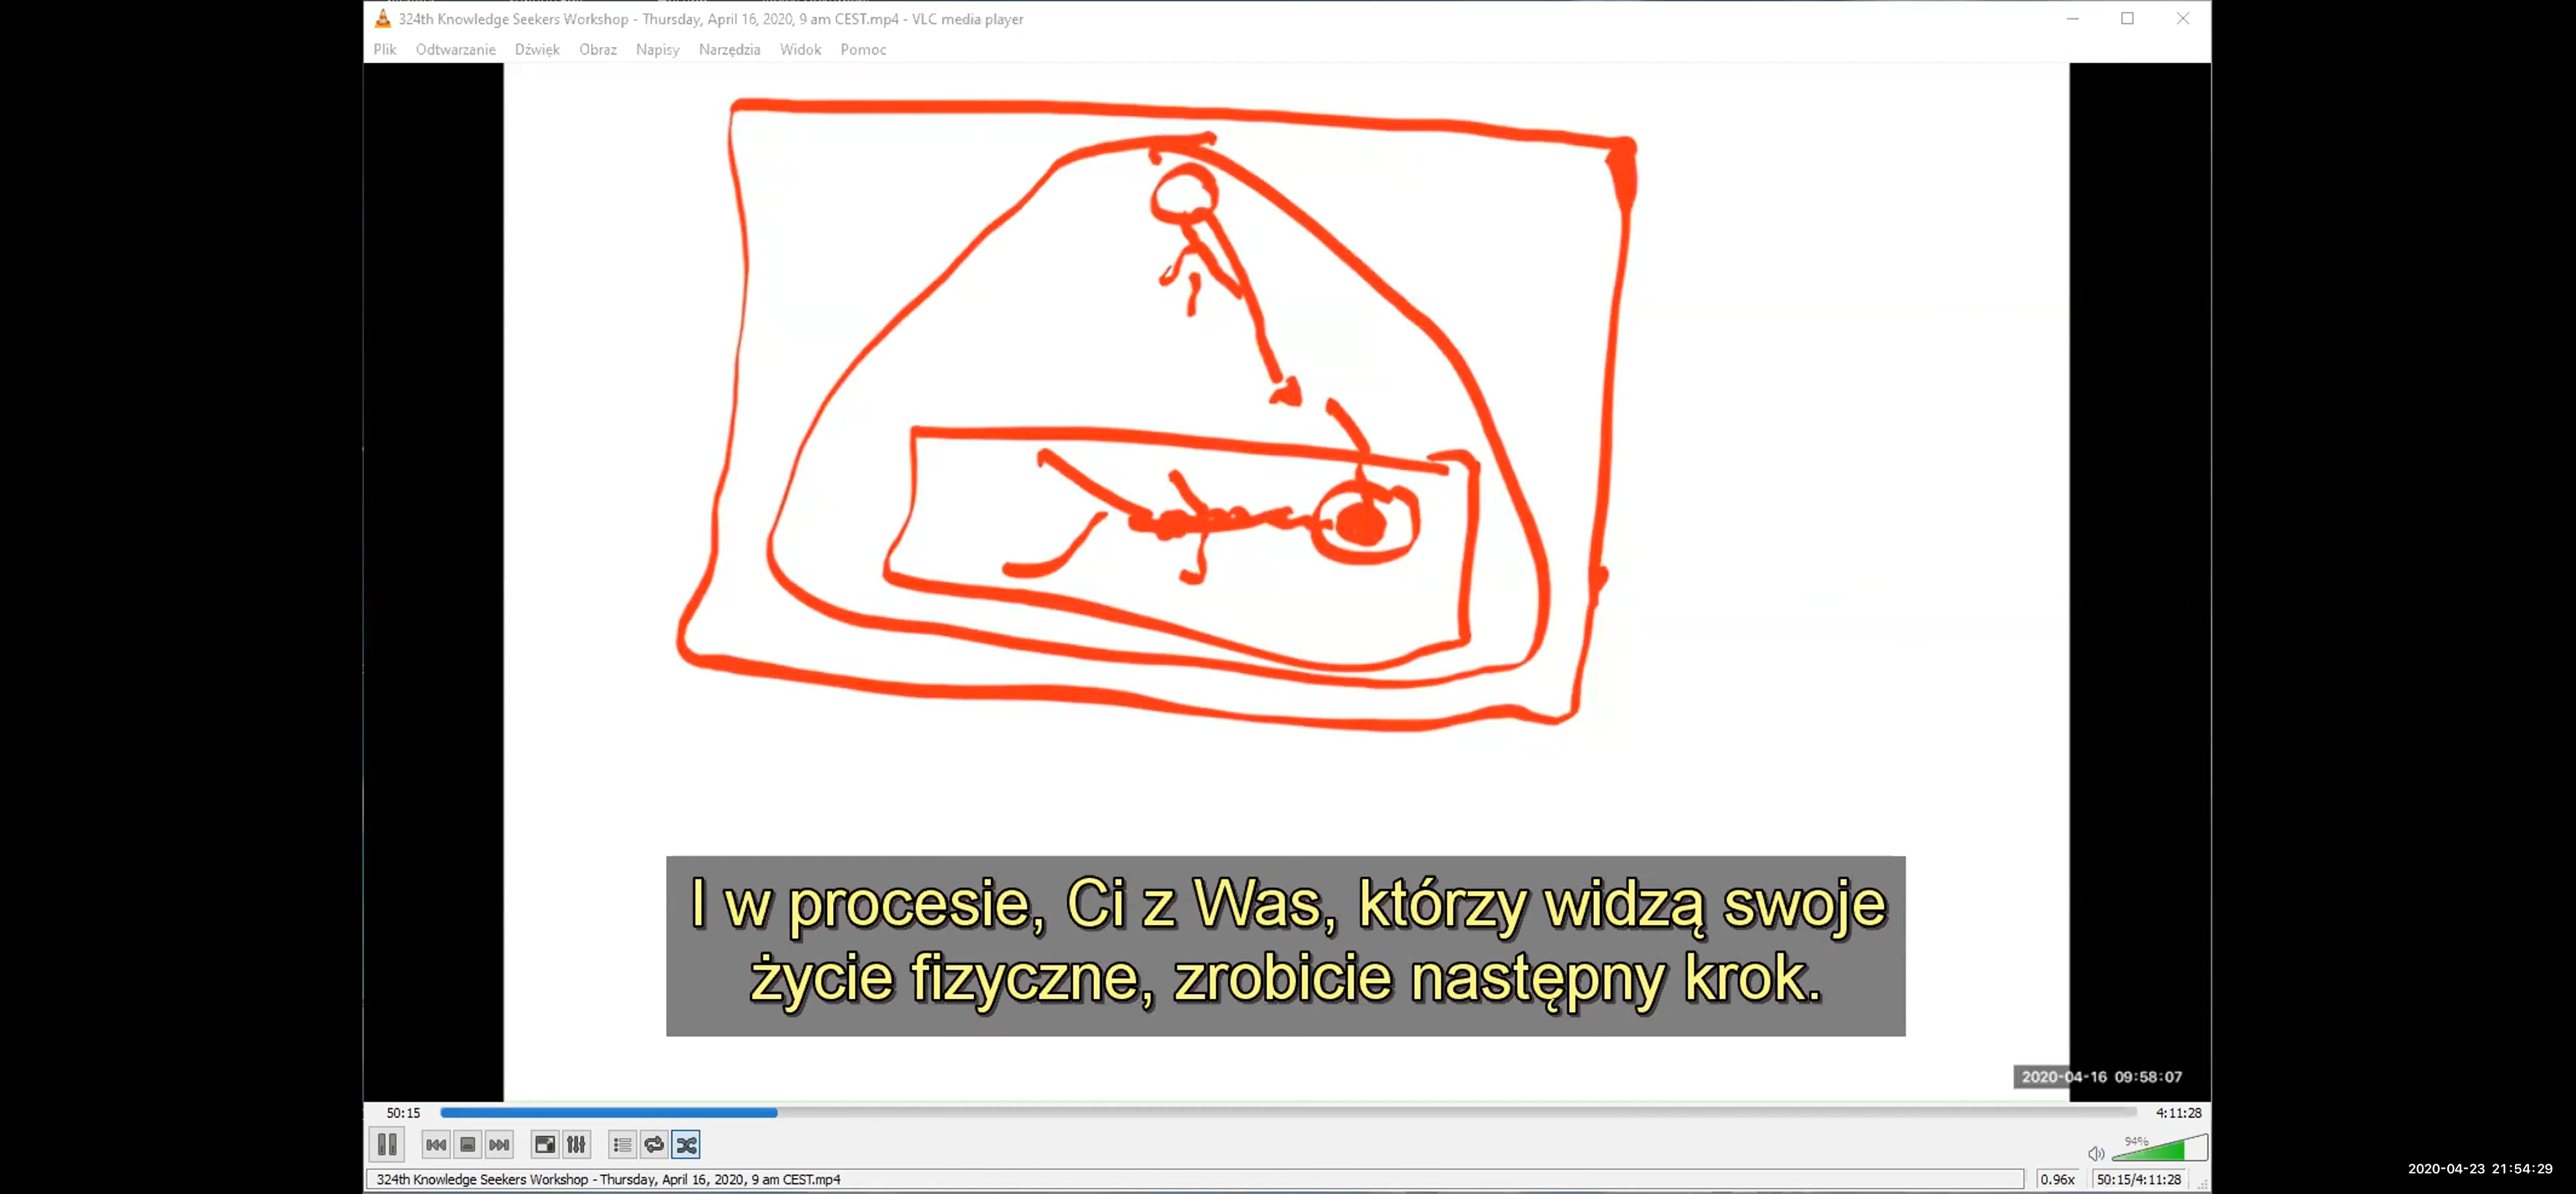 324th Knowledge Seekers Workshop - Thursday, April 16, 2020, 9 am CEST.mp4 - VLC media player
Plik Odtwarzanie Dźwięk Obraz Napisy Narzędzia Widok Pomoc
I w procesie, Ci z Was, którzy widzą swoje
życie fizyczne, zrobicie następny krok.
2020-04-16 09:58:07
50:15 4:11:28
94%
324th Knowledge Seekers Workshop - Thursday, April 16, 2020, 9 am CEST.mp4 0.96x 50:15/4:11:28
2020-04-23 21:54:29